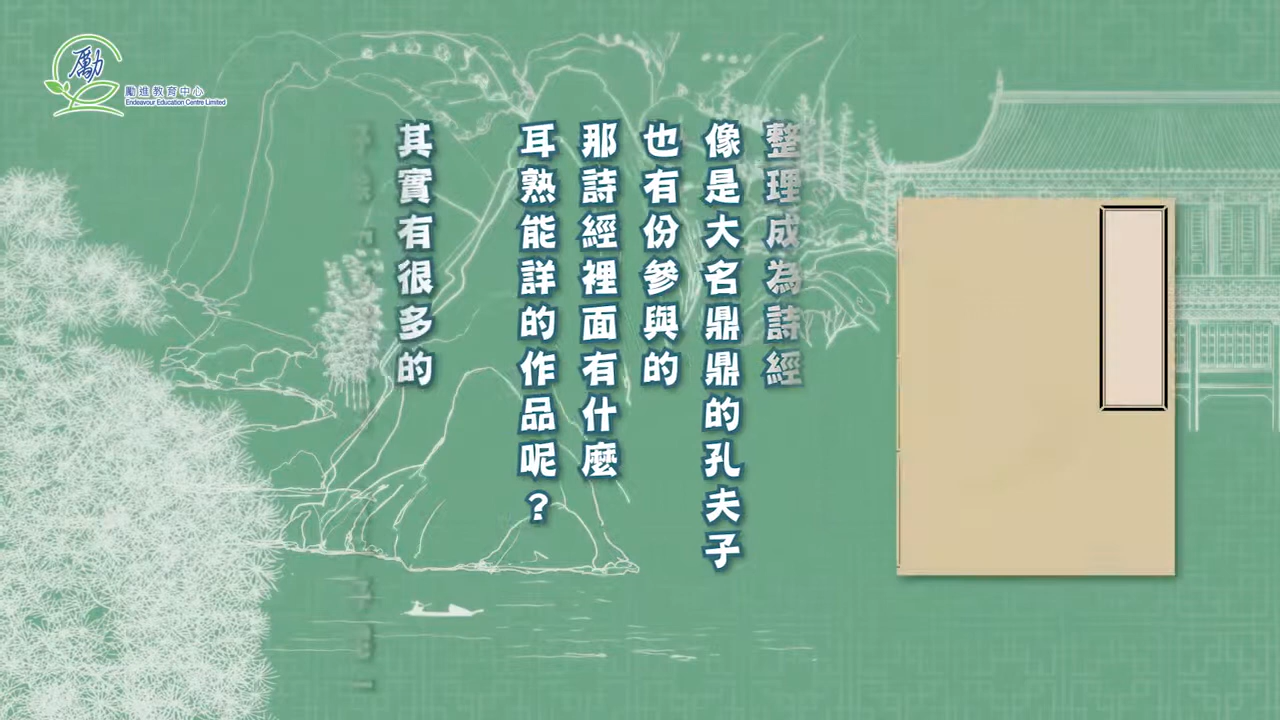 勵
勵進教育中心
Endeavour Education Centre Limited
整理成為詩經
像是大名鼎鼎的孔夫子
也有份參與的
那詩經裡面有什麼
耳熟能詳的作品呢？
其實有很多的